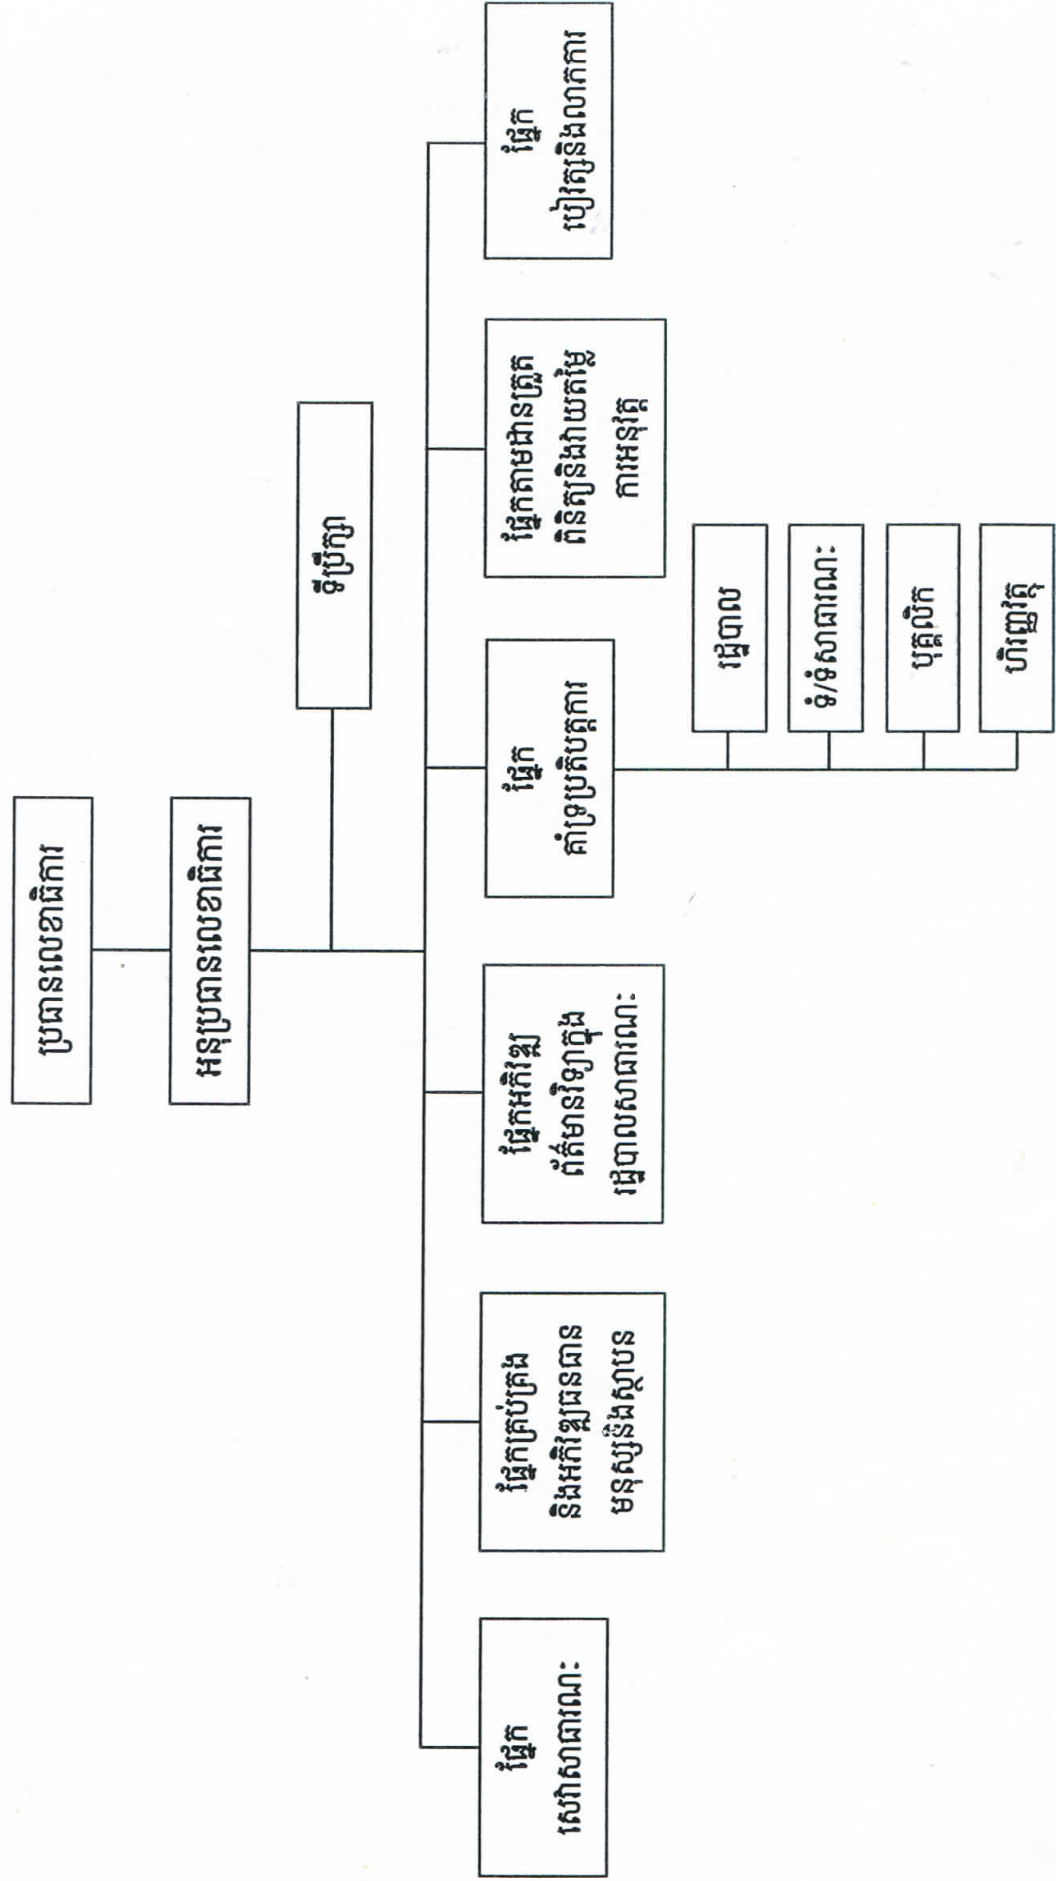 ប្រធានលេខាធិការ
អនុប្រធានលេខាធិការ
ទីប្រឹក្សា
ផ្នែក
សេវាសាធារណៈ
ផ្នែកគ្រប់គ្រង
និងអភិវឌ្ឍធនធាន
មនុស្សនិងស្ថាប័ន
ផ្នែកអភិវឌ្ឍ
ព័ត៌មានវិទ្យាក្នុង
រដ្ឋបាលសាធារណៈ
ផ្នែក
គាំទ្រប្រតិបត្តការ
ផ្នែកតាមដានត្រួត
ពិនិត្យនិងវាយតម្លៃ
ការអនុវត្ត
ផ្នែក
បៀវត្សនិងលាភការ
រដ្ឋបាល
ទំ/ទំសាធារណៈ
បុគ្គលិក
ហិរញ្ញវត្ថុ